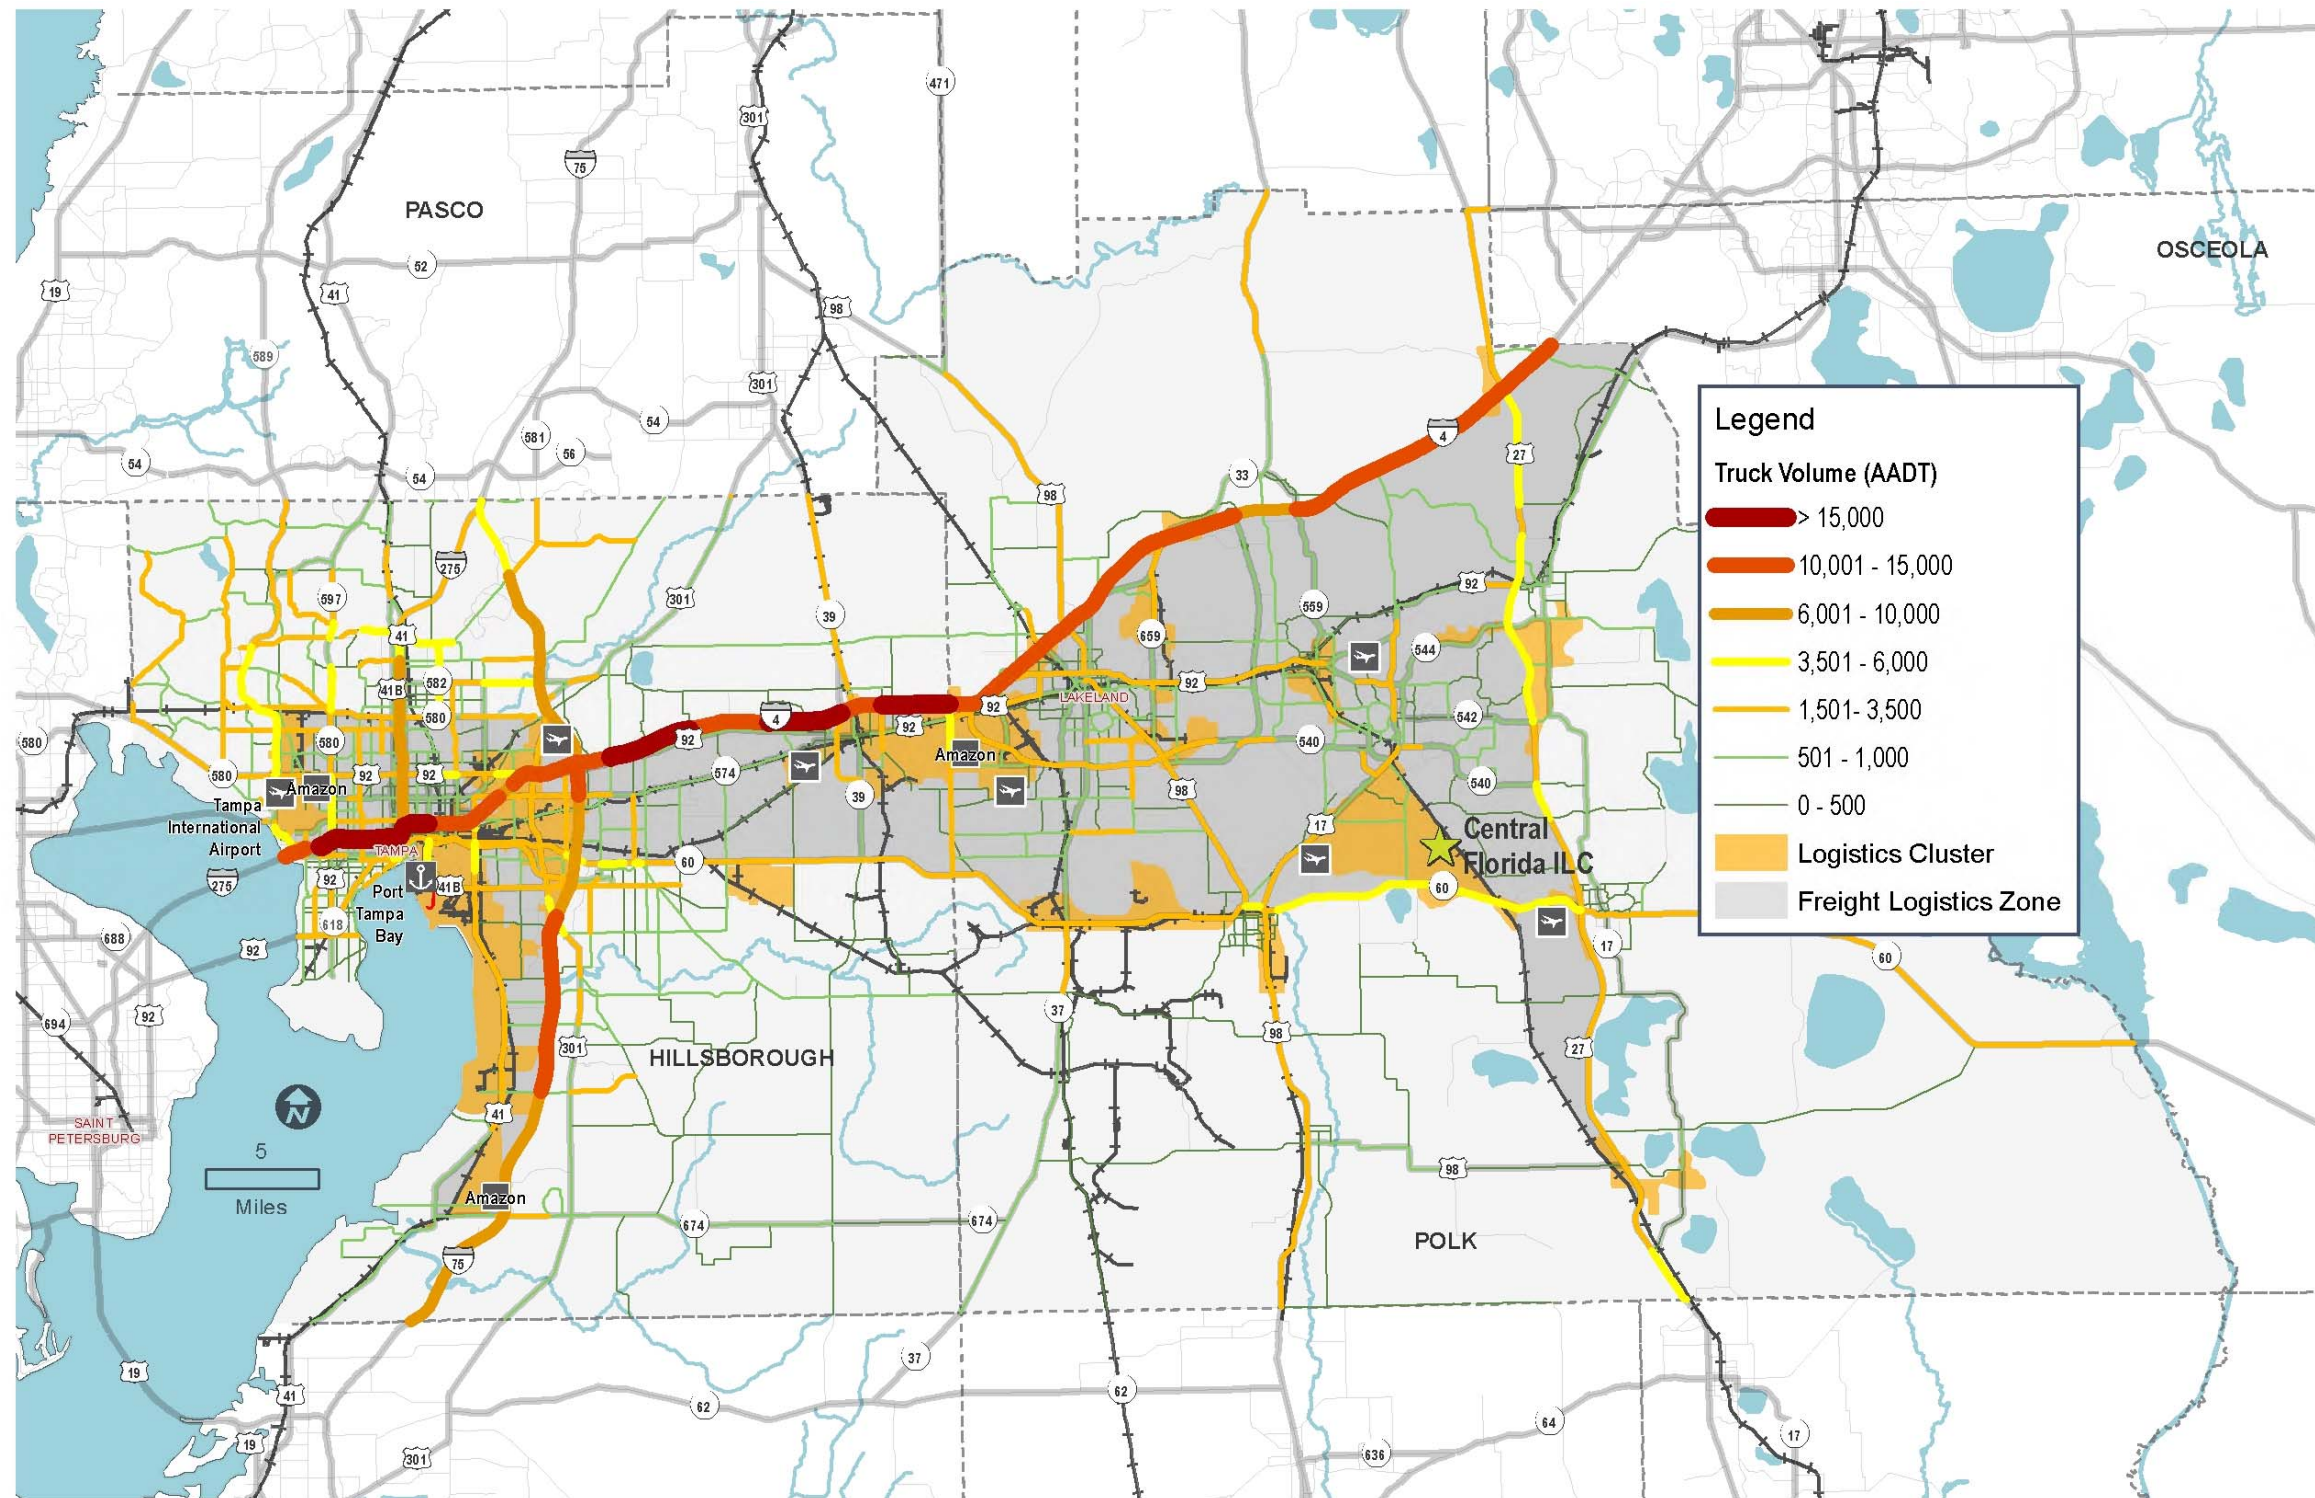 471
301
75
PASCO
OSCEOLA
52
19
41
98
589
301
54
581
56
54
54
4
27
98
33
275
597
301
39
559
92
41
659
544
41B
582
92
LAKELAND
92
580
4
92
92
542
580
580
92
540
Amazon
580
92
92
574
540
Amazon
39
98
Tampa
International
Airport
17
Central
Florida ILC
TAMPA
60
275
92
Port
Tampa
Bay
41B
60
618
688
92
17
60
694
92
37
98
301
HILLSBOROUGH
27
41
SAINT
PETERSBURG
N
5
Miles
98
Amazon
674
674
POLK
75
19
37
41
62
62
64
19
301
636
17
Legend
Truck Volume (AADT)
> 15,000
10,001 - 15,000
6,001 - 10,000
3,501 - 6,000
1,501- 3,500
501 - 1,000
0 - 500
Logistics Cluster
Freight Logistics Zone